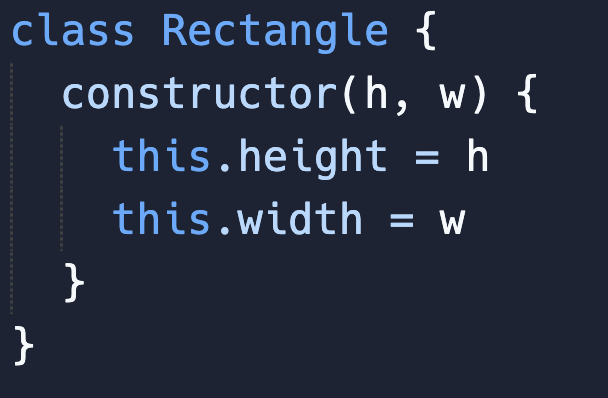 class Rectangle {
  constructor(h, w) {
    this.height = h
    this.width = w
  }
}